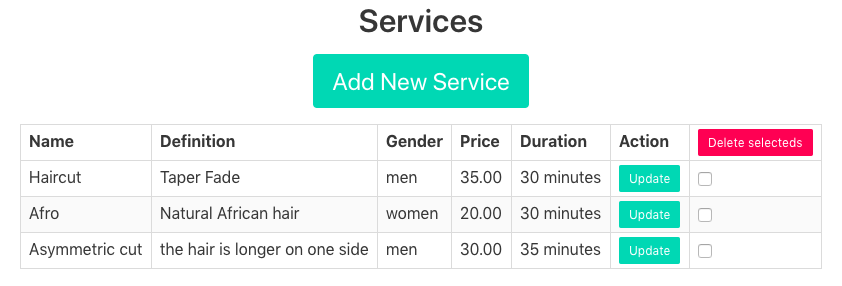 Services
Add New Service
Name Definition Gender Price Duration Action Delete selecteds
Haircut Taper Fade men 35.00 30 minutes Update
Afro Natural African hair women 20.00 30 minutes Update
Asymmetric cut the hair is longer on one side men 30.00 35 minutes Update